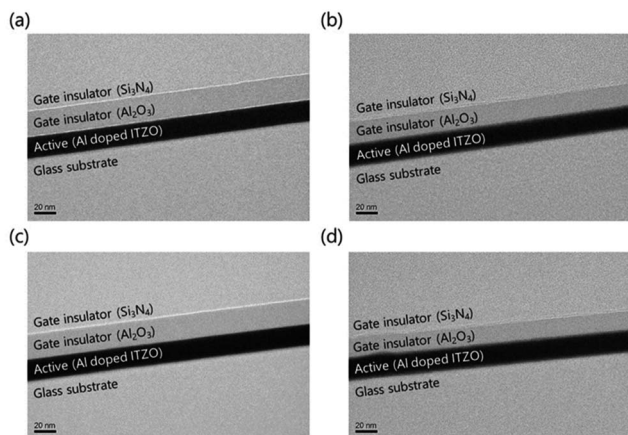 (a)
Gate insulator (Si₃N₄)
Gate insulator (Al₂O₃)
Active (Al doped ITZO)
Glass substrate
20 nm
(b)
Gate insulator (Si₃N₄)
Gate insulator (Al₂O₃)
Active (Al doped ITZO)
Glass substrate
20 nm
(c)
Gate insulator (Si₃N₄)
Gate insulator (Al₂O₃)
Active (Al doped ITZO)
Glass substrate
20 nm
(d)
Gate insulator (Si₃N₄)
Gate insulator (Al₂O₃)
Active (Al doped ITZO)
Glass substrate
20 nm